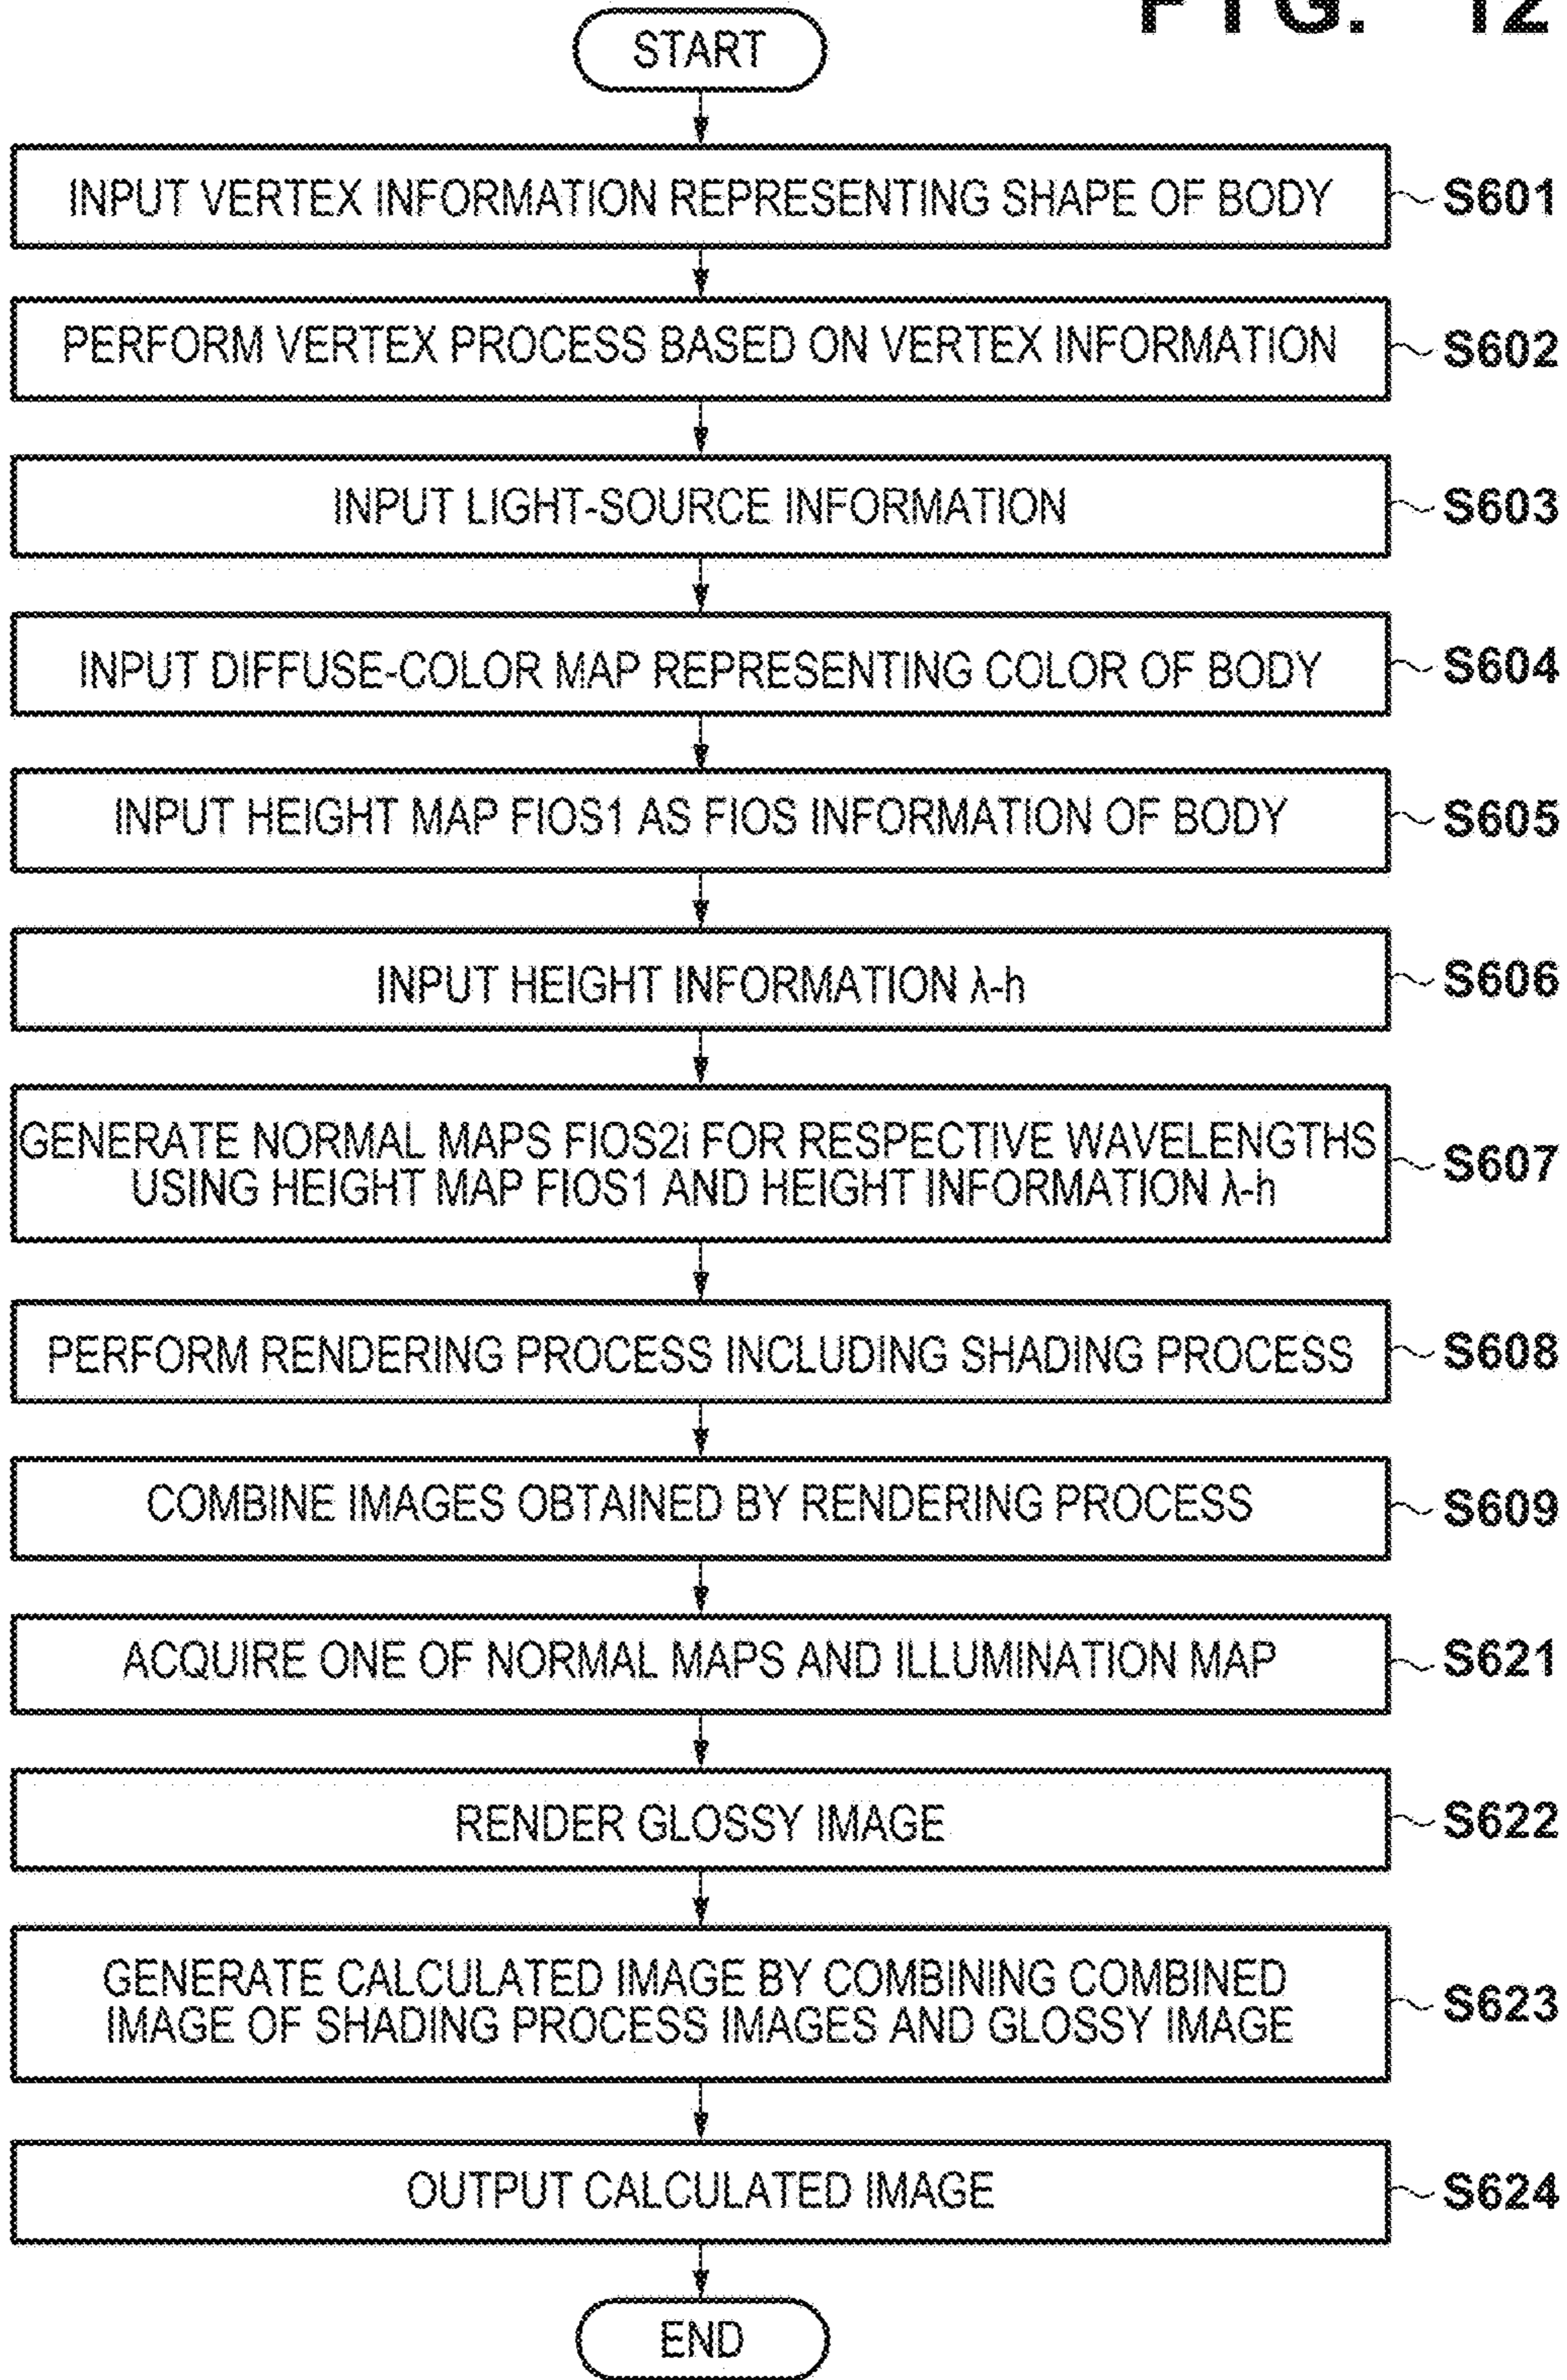 FIG. 12
START
INPUT VERTEX INFORMATION REPRESENTING SHAPE OF BODY
S601
PERFORM VERTEX PROCESS BASED ON VERTEX INFORMATION
S602
INPUT LIGHT-SOURCE INFORMATION
S603
INPUT DIFFUSE-COLOR MAP REPRESENTING COLOR OF BODY
S604
INPUT HEIGHT MAP FIOS1 AS FIOS INFORMATION OF BODY
S605
INPUT HEIGHT INFORMATION λ-h
S606
GENERATE NORMAL MAPS FIOS2i FOR RESPECTIVE WAVELENGTHS
USING HEIGHT MAP FIOS1 AND HEIGHT INFORMATION λ-h
S607
PERFORM RENDERING PROCESS INCLUDING SHADING PROCESS
S608
COMBINE IMAGES OBTAINED BY RENDERING PROCESS
S609
ACQUIRE ONE OF NORMAL MAPS AND ILLUMINATION MAP
S621
RENDER GLOSSY IMAGE
S622
GENERATE CALCULATED IMAGE BY COMBINING COMBINED
IMAGE OF SHADING PROCESS IMAGES AND GLOSSY IMAGE
S623
OUTPUT CALCULATED IMAGE
S624
END